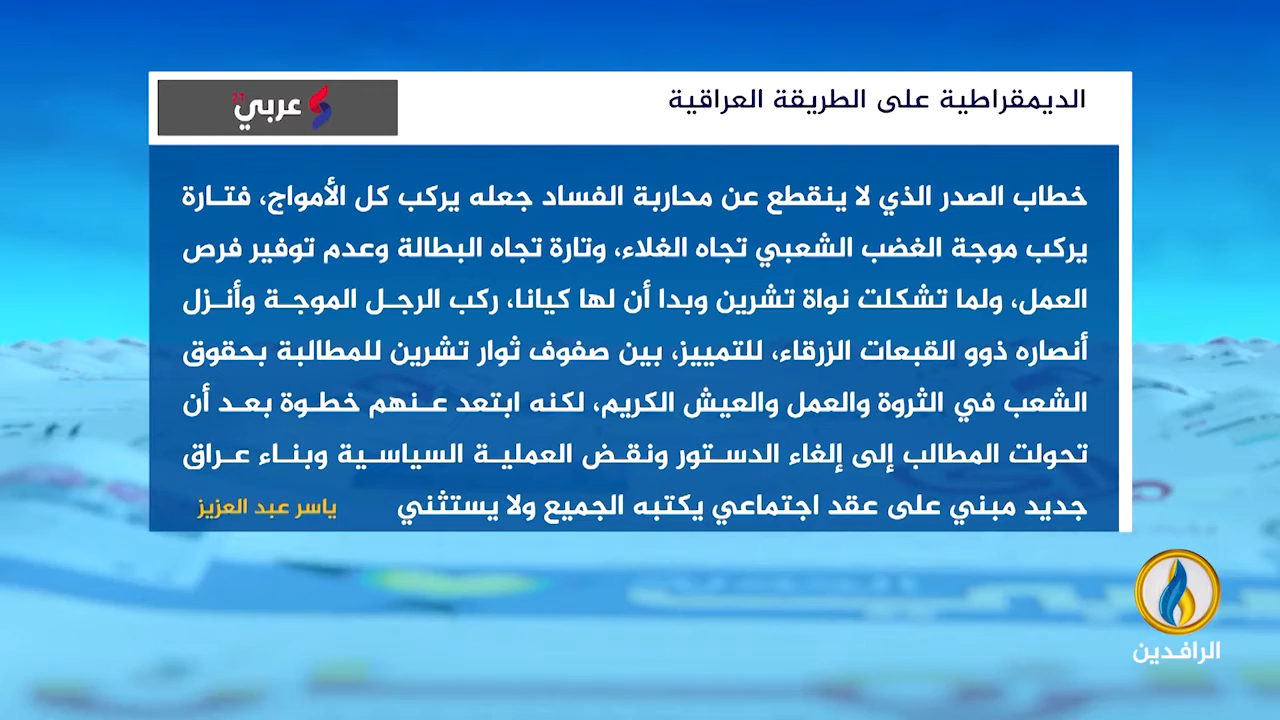 الديمقراطية على الطريقة العراقية
عربي21
خطاب الصدر الذي لا ينقطع عن محاربة الفساد جعله يركب كل الأمواج، فتارة
يركب موجة الغضب الشعبي تجاه الغلاء، وتارة تجاه البطالة وعدم توفير فرص
العمل، ولما تشكلت نواة تشرين وبدا أن لها كيانا، ركب الرجل الموجة وأنزل
أنصاره ذوو القبعات الزرقاء، للتمييز، بين صفوف ثوار تشرين للمطالبة بحقوق
الشعب في الثروة والعمل والعيش الكريم، لكنه ابتعد عنهم خطوة بعد أن
تحولت المطالب إلى إلغاء الدستور ونقض العملية السياسية وبناء عراق
جديد مبني على عقد اجتماعي يكتبه الجميع ولا يستثني
ياسر عبد العزيز
الرافدين